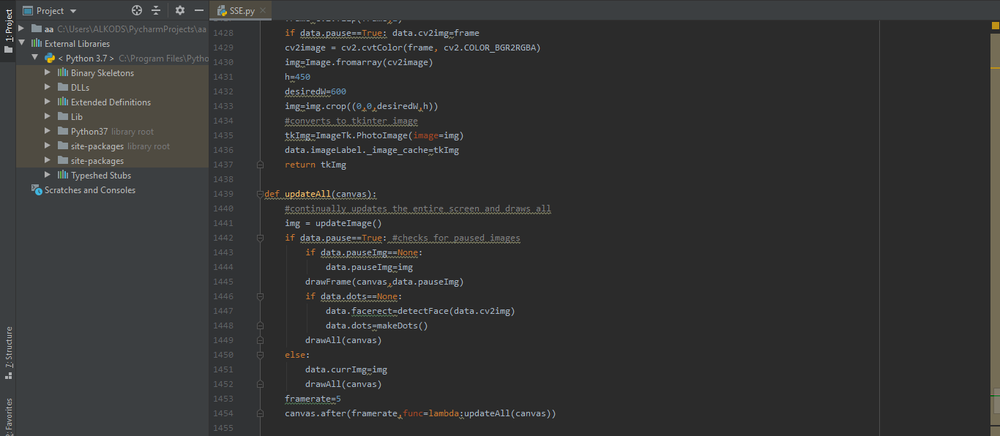 Project
SSE.py
1: Project
aa C:\Users\ALKODS\PycharmProjects\aa
External Libraries
< Python 3.7 > C:\Program Files\Pytho
Binary Skeletons
DLLs
Extended Definitions
Lib
Python37 library root
site-packages library root
site-packages
Typeshed Stubs
Scratches and Consoles
7: Structure
2: Favorites
1428 if data.pause==True: data.cv2img=frame
1429 cv2image = cv2.cvtColor(frame, cv2.COLOR_BGR2RGBA)
1430 img=Image.fromarray(cv2image)
1431 h=450
1432 desiredW=600
1433 img=img.crop((0,0,desiredW,h))
1434 #converts to tkinter image
1435 tkImg=ImageTk.PhotoImage(image=img)
1436 data.imageLabel._image_cache=tkImg
1437 return tkImg
1438
1439 def updateAll(canvas):
1440 #continually updates the entire screen and draws all
1441 img = updateImage()
1442 if data.pause==True: #checks for paused images
1443 if data.pauseImg==None:
1444 data.pauseImg=img
1445 drawFrame(canvas,data.pauseImg)
1446 if data.dots==None:
1447 data.facerect=detectFace(data.cv2img)
1448 data.dots=makeDots()
1449 drawAll(canvas)
1450 else:
1451 data.currImg=img
1452 drawAll(canvas)
1453 framerate=5
1454 canvas.after(framerate,func=lambda:updateAll(canvas))
1455